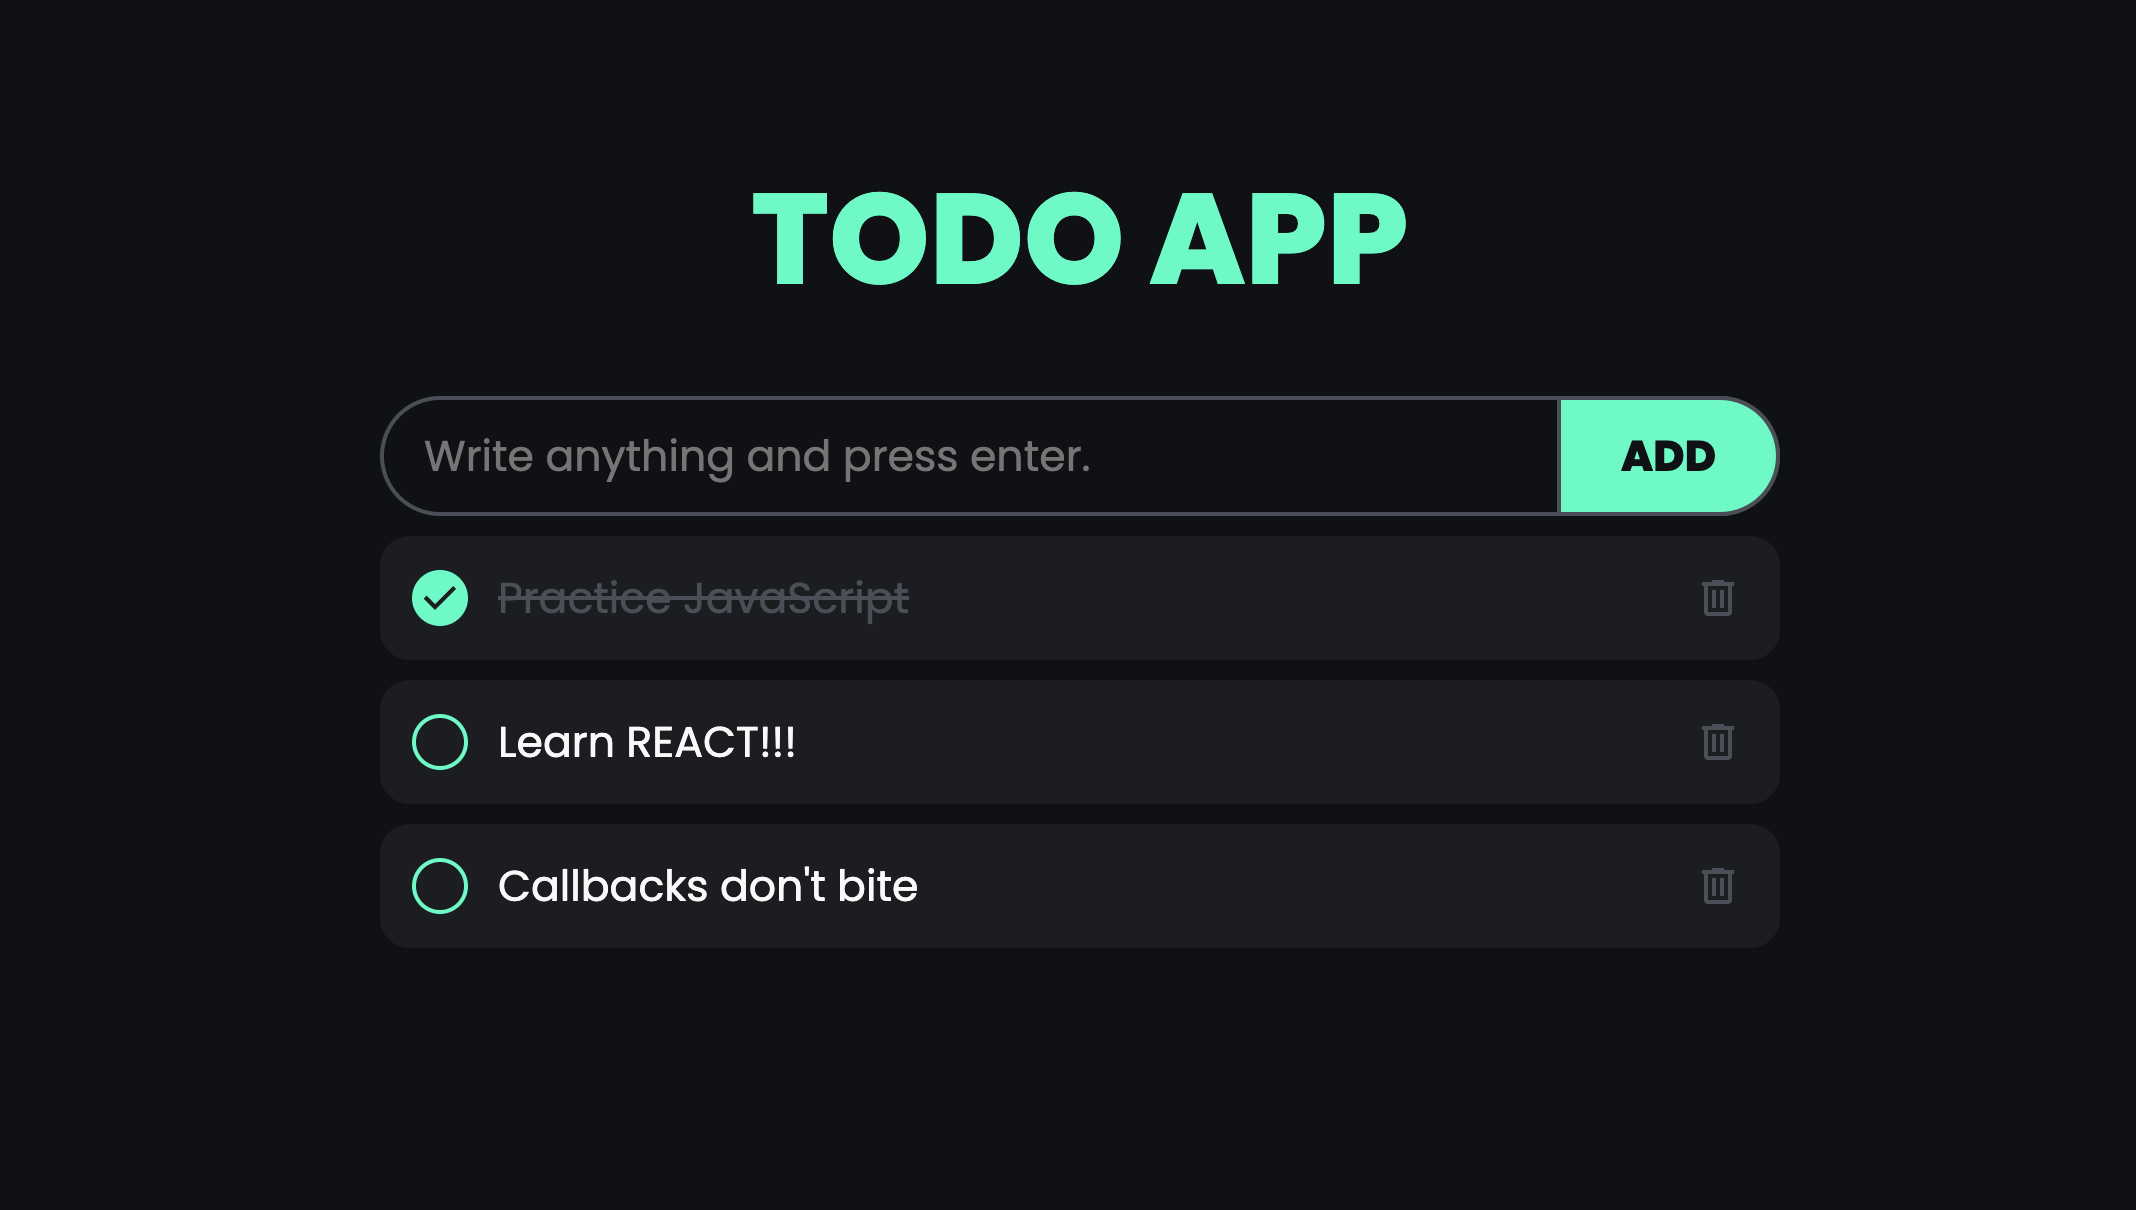 TODO APP
Write anything and press enter.
ADD
Practice JavaScript
Learn REACT!!!
Callbacks don't bite